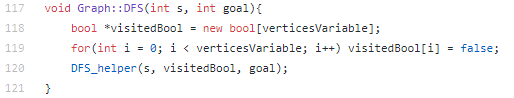 117 void Graph::DFS(int s, int goal){
118     bool *visitedBool = new bool[verticesVariable];
119     for(int i = 0; i < verticesVariable; i++) visitedBool[i] = false;
120     DFS_helper(s, visitedBool, goal);
121 }